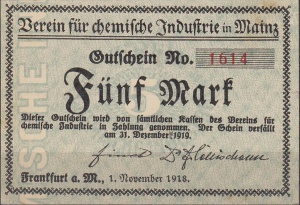 Verein für chemische Industrie in Mainz
Gutschein No. 1614
Fünf Mark
Dieser Gutschein wird von sämtlichen Kassen des Vereins für
chemische Industrie in Zahlung genommen. Der Schein verfällt
am 31. Dezember 1919.
Frankfurt a. M., 1. November 1918.